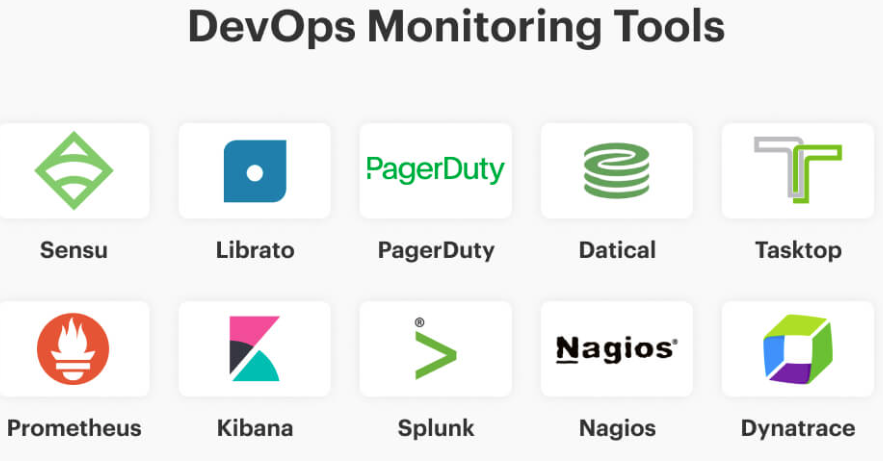 DevOps Monitoring Tools
PagerDuty
Sensu Librato PagerDuty Datical Tasktop
®
Nagios®
Prometheus Kibana Splunk Nagios Dynatrace